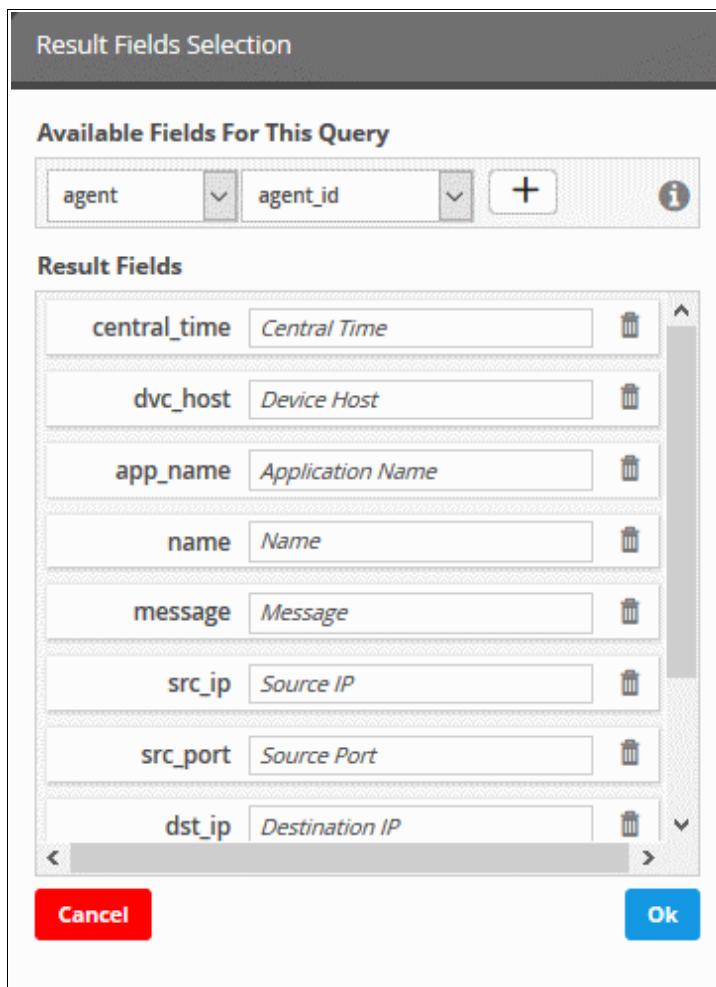 Result Fields Selection
Available Fields For This Query
agent agent_id +
Result Fields
central_time Central Time
dvc_host Device Host
app_name Application Name
name Name
message Message
src_ip Source IP
src_port Source Port
dst_ip Destination IP
Cancel Ok